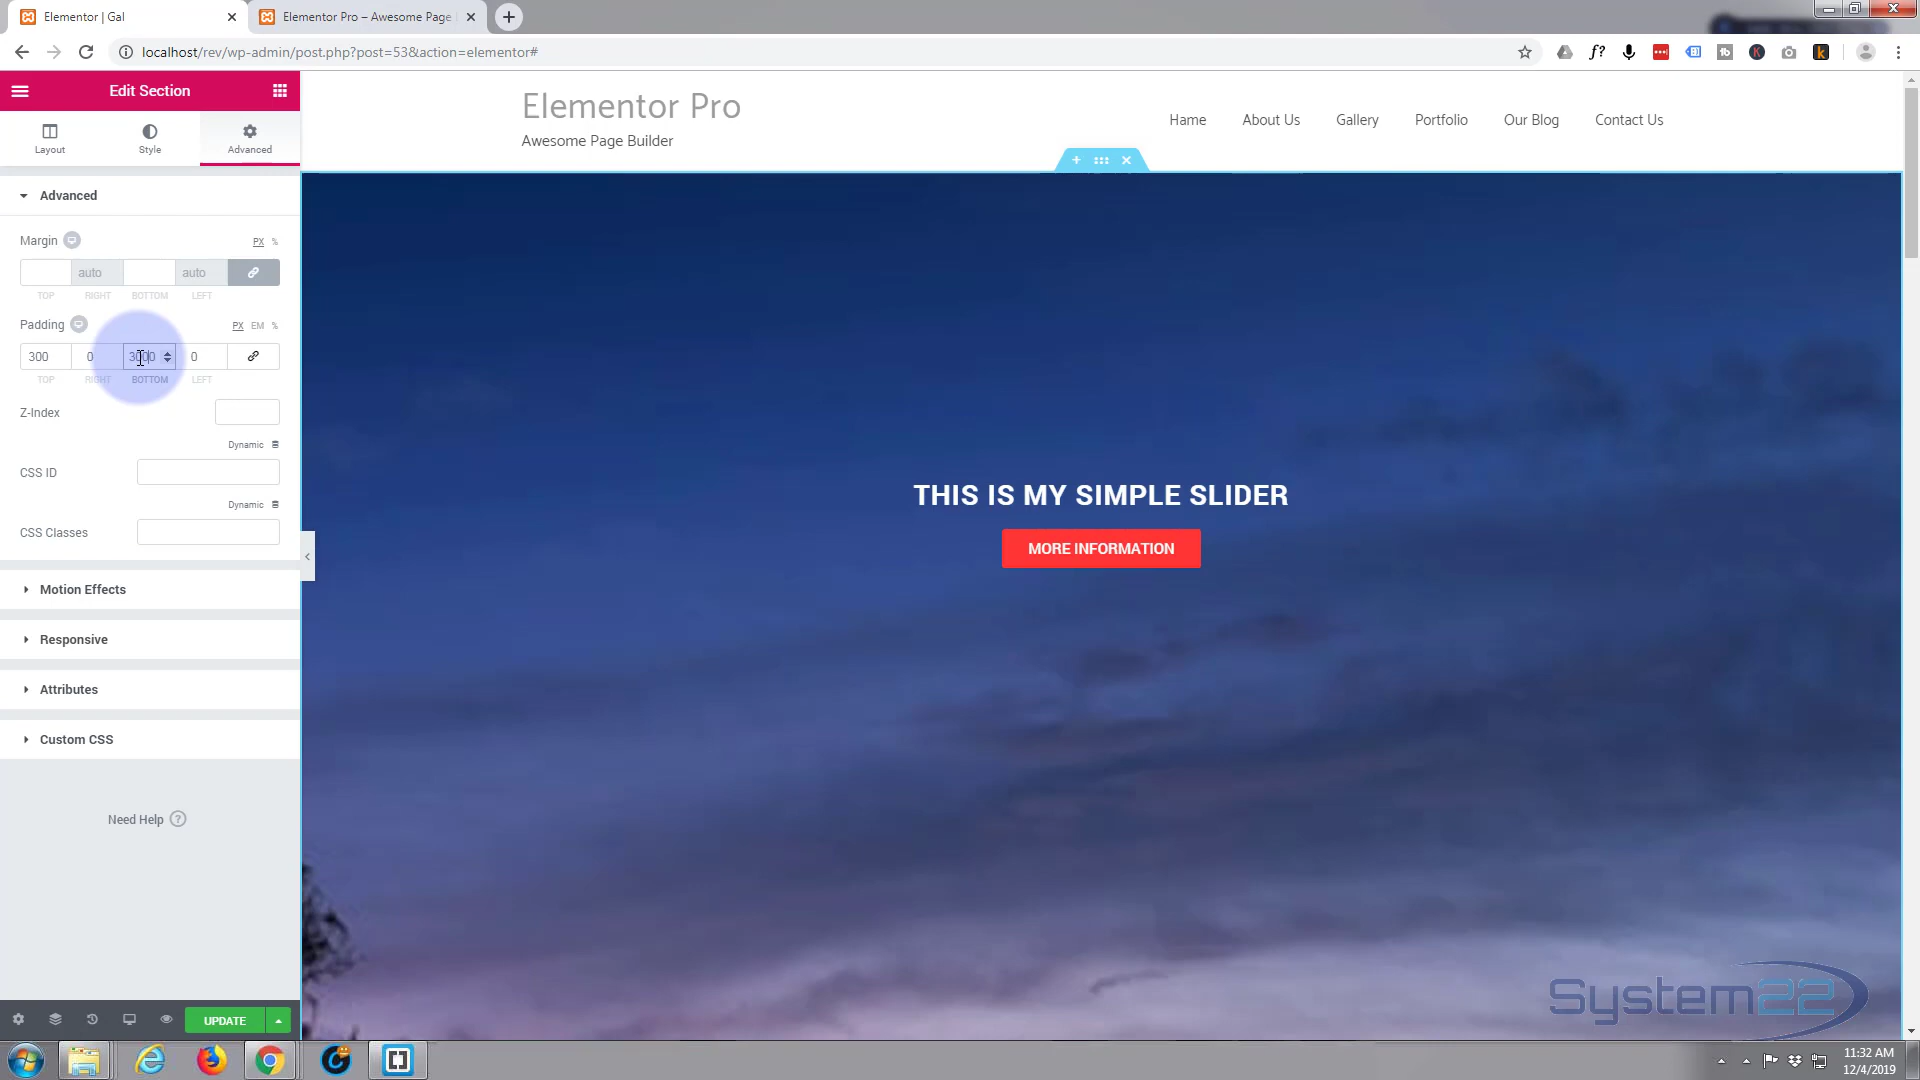 Elementor | Gal
Elementor Pro – Awesome Page
localhost/rev/wp-admin/post.php?post=53&action=elementor#
Edit Section
Layout
Style
Advanced
Advanced
Margin
PX %
auto auto
TOP RIGHT BOTTOM LEFT
Padding
PX EM %
300 0 3000 0
TOP RIGHT BOTTOM LEFT
Z-Index
Dynamic
CSS ID
Dynamic
CSS Classes
Motion Effects
Responsive
Attributes
Custom CSS
Need Help ?
UPDATE
Elementor Pro
Awesome Page Builder
Home About Us Gallery Portfolio Our Blog Contact Us
THIS IS MY SIMPLE SLIDER
MORE INFORMATION
System22
11:32 AM
12/4/2019